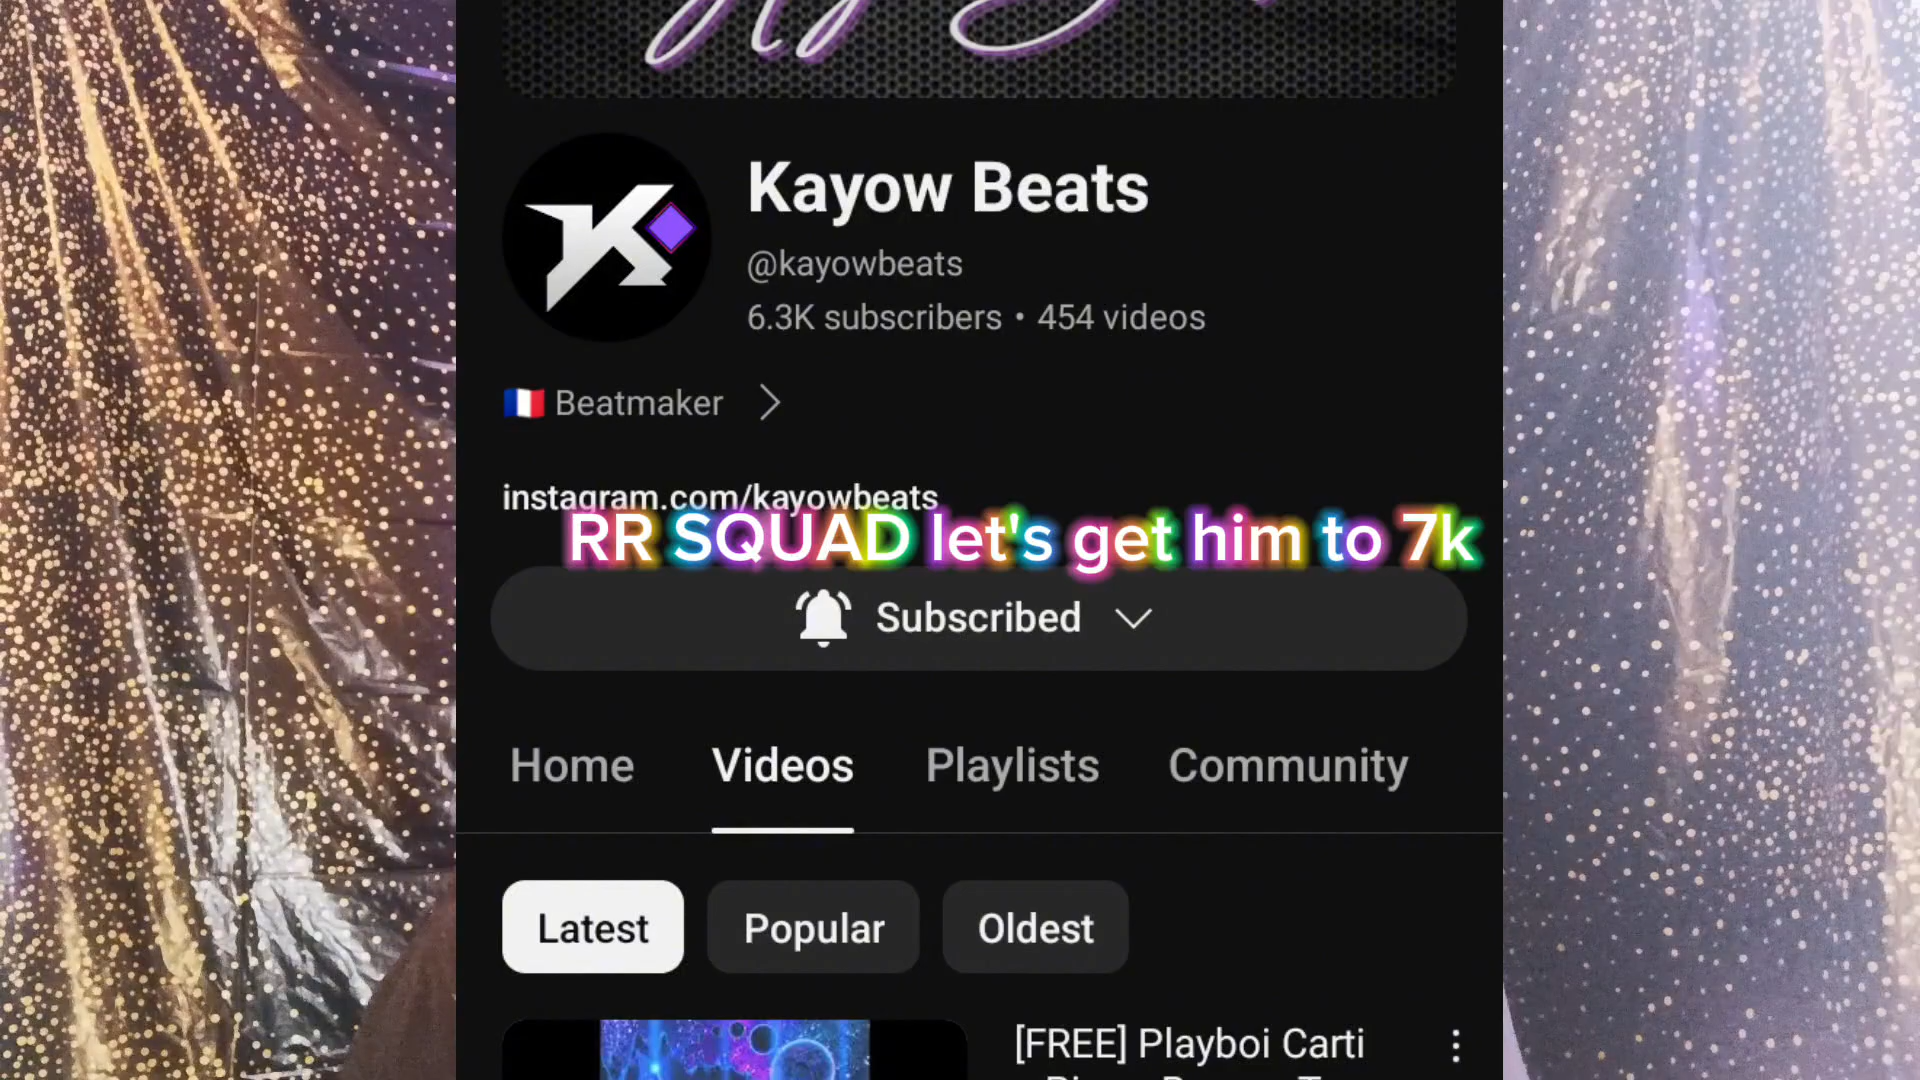 Kayow Beats
@kayowbeats
6.3K subscribers • 454 videos
🇫🇷 Beatmaker
instagram.com/kayowbeats
RR SQUAD let's get him to 7k
Subscribed
Home Videos Playlists Community
Latest Popular Oldest
[FREE] Playboi Carti